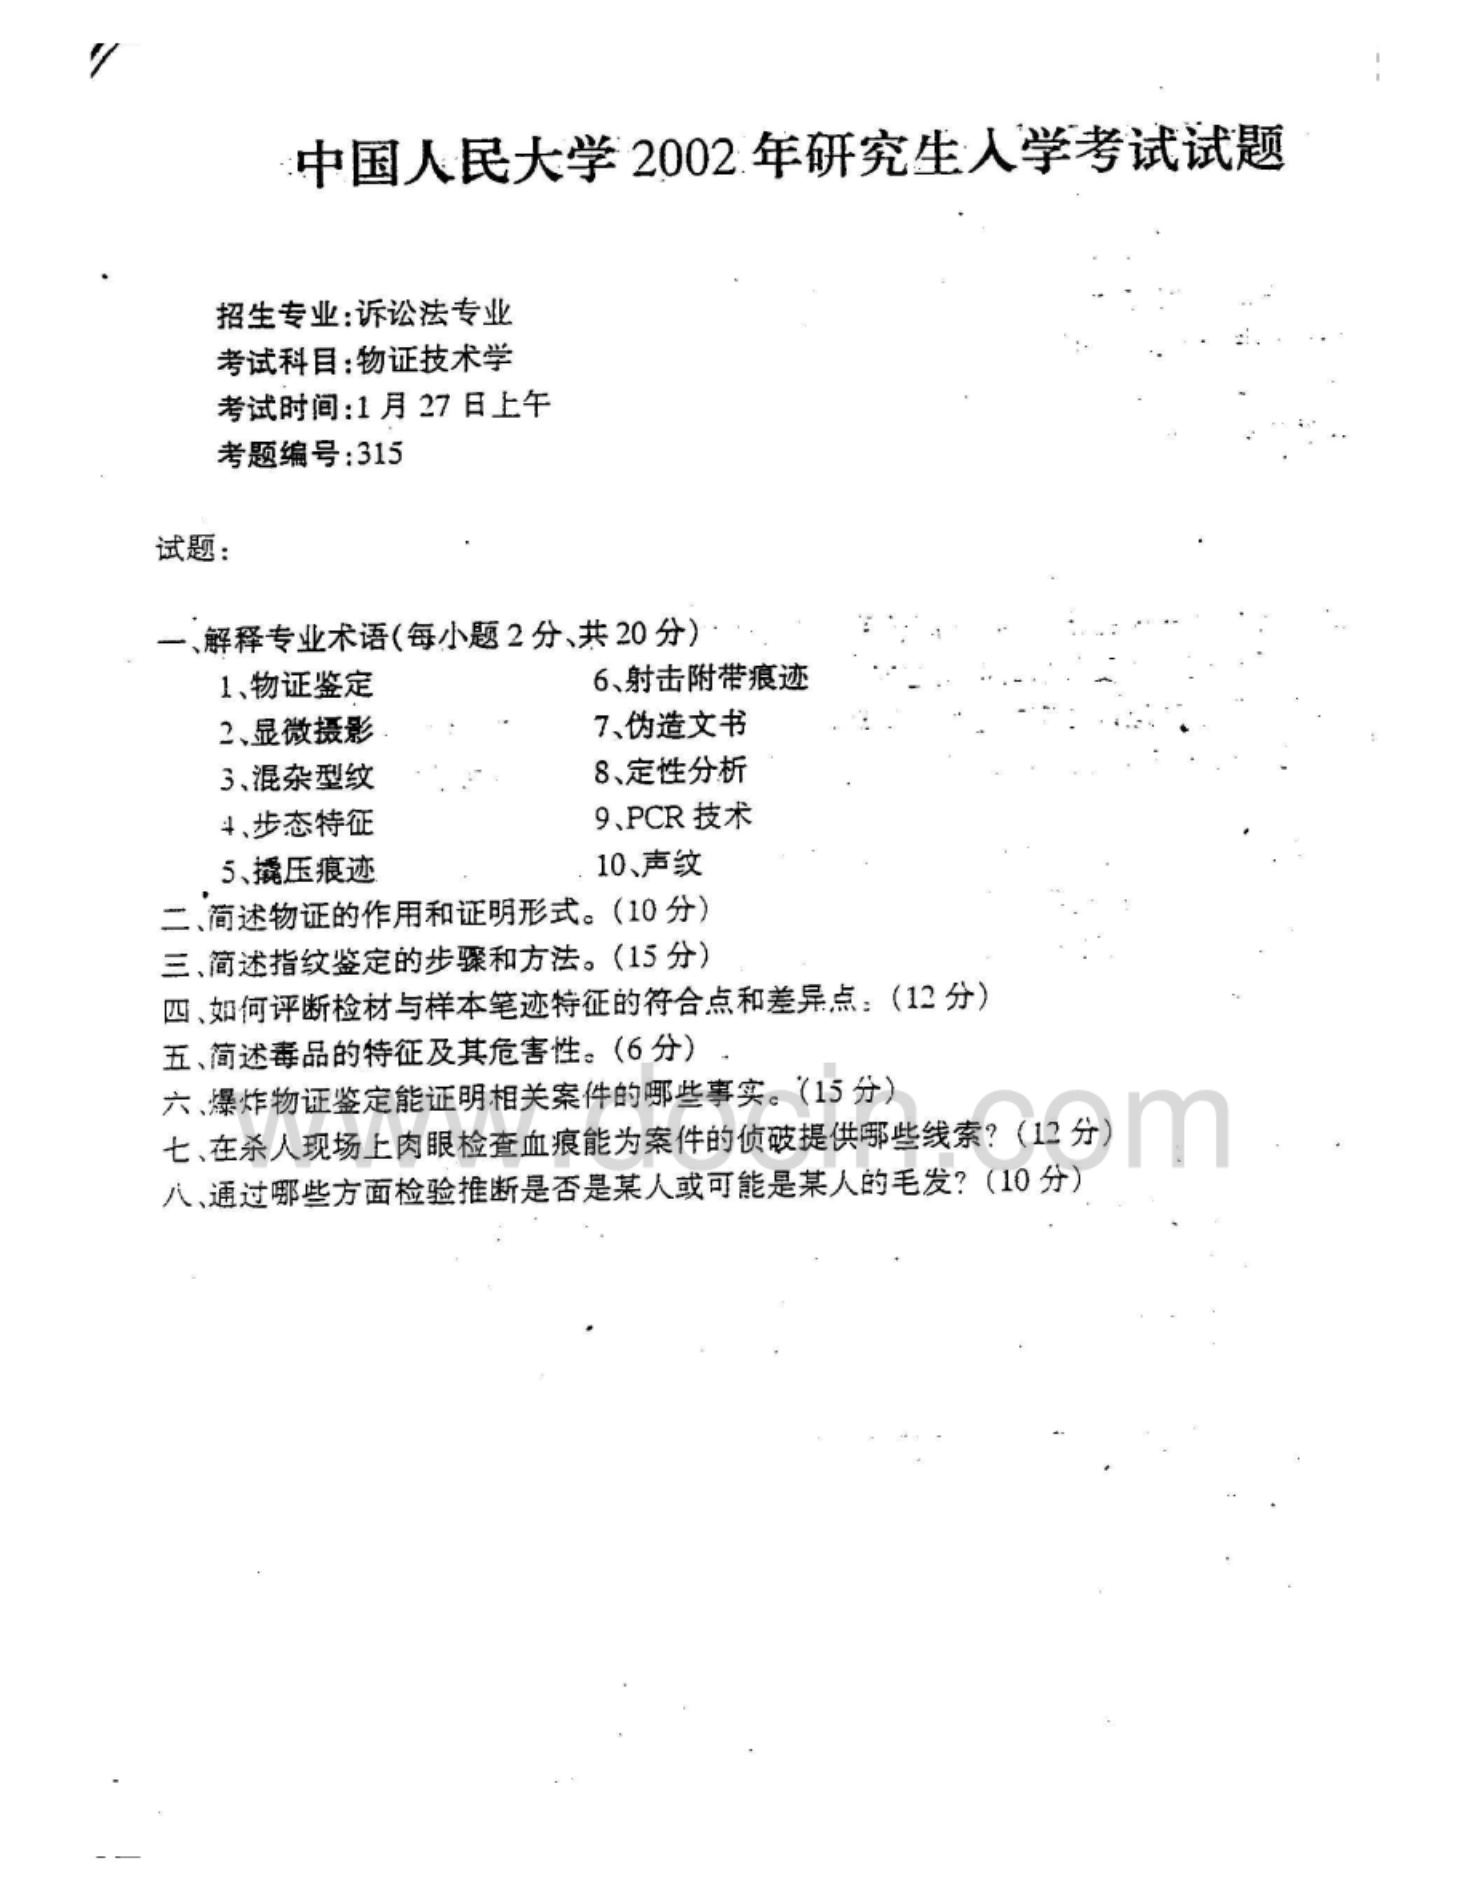 中国人民大学2002年研究生入学考试试题
招生专业:诉讼法专业
考试科目:物证技术学
考试时间:1月27日上午
考题编号:315
试题:
一、解释专业术语(每小题2分、共20分)
1、物证鉴定 6、射击附带痕迹
2、显微摄影 7、伪造文书
3、混杂型纹 8、定性分析
4、步态特征 9、PCR技术
5、撬压痕迹 10、声纹
二、简述物证的作用和证明形式。(10分)
三、简述指纹鉴定的步骤和方法。(15分)
四、如何评断检材与样本笔迹特征的符合点和差异点。(12分)
五、简述毒品的特征及其危害性。(6分)
六、爆炸物证鉴定能证明相关案件的哪些事实。(15分)
七、在杀人现场上肉眼检查血痕能为案件的侦破提供哪些线索?(12分)
八、通过哪些方面检验推断是否是某人或可能是某人的毛发?(10分)
www.docin.com